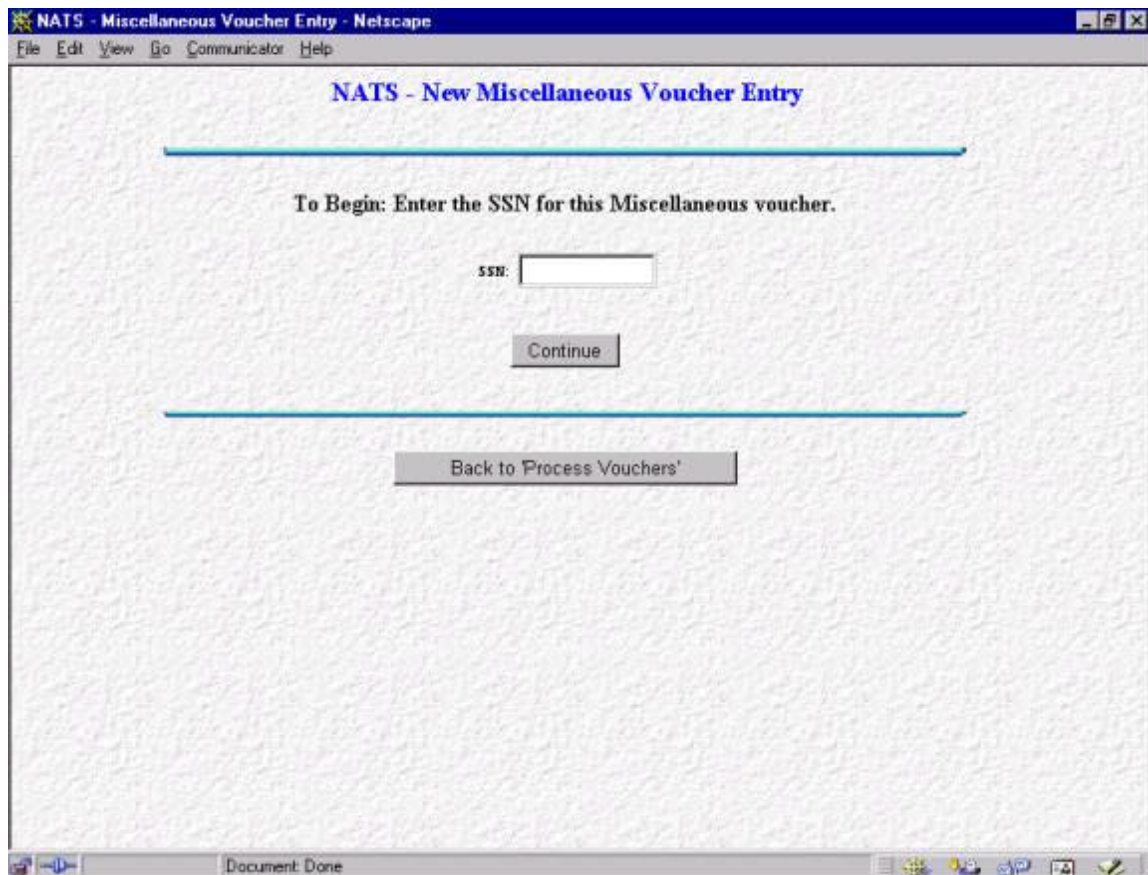 NATS - Miscellaneous Voucher Entry - Netscape
File Edit View Go Communicator Help
NATS - New Miscellaneous Voucher Entry
To Begin: Enter the SSN for this Miscellaneous voucher.
SSN:
Continue
Back to 'Process Vouchers'
Document: Done